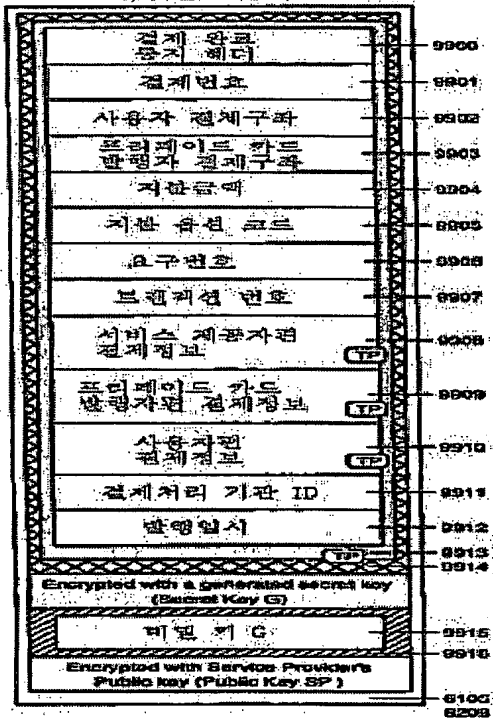 결제 완료
통지 헤더
9900
결제번호
9901
사용자 결제구좌
9902
프리페이드 카드
발행자 결제구좌
9903
지불금액
9904
지불 옵션 코드
9905
요구번호
9906
트랜잭션 번호
9907
서비스 제공자편
결제정보
TP
9908
프리페이드 카드
발행자편 결제정보
TP
9909
사용자편
결제정보
TP
9910
결제처리 기관 ID
9911
발행일시
9912
TP
9913
9914
Encrypted with a generated secret key
(Secret Key G)
비밀 키 G
9915
9916
Encrypted with Service Provider's
Public key (Public Key SP )